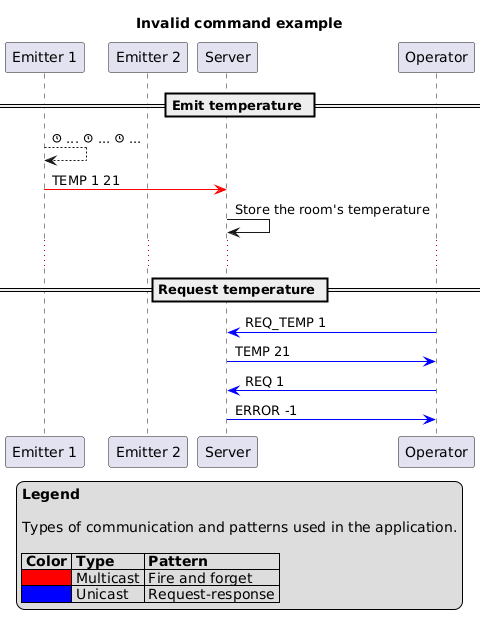 Invalid command example
Emitter 1 Emitter 2 Server Operator
Emit temperature
... ... ...
TEMP 1 21
Store the room's temperature
Request temperature
REQ_TEMP 1
TEMP 21
REQ 1
ERROR -1
Emitter 1 Emitter 2 Server Operator
Legend
Types of communication and patterns used in the application.
Color Type Pattern
Multicast Fire and forget
Unicast Request-response